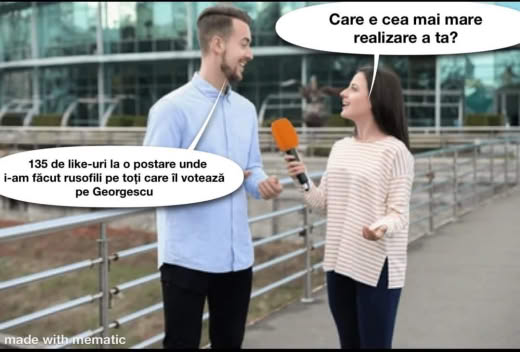 Care e cea mai mare
realizare a ta?
135 de like-uri la o postare unde
i-am făcut rusofili pe toți care îl votează
pe Georgescu
made with mematic